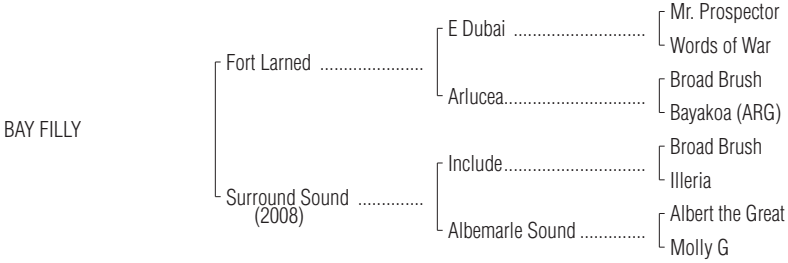 Mr. Prospector
E Dubai ............................
Words of War
Fort Larned ......................
Broad Brush
Arlucea..............................
Bayakoa (ARG)
BAY FILLY
Broad Brush
Include..............................
Illeria
Surround Sound ..............
(2008)
Albert the Great
Albemarle Sound ..............
Molly G